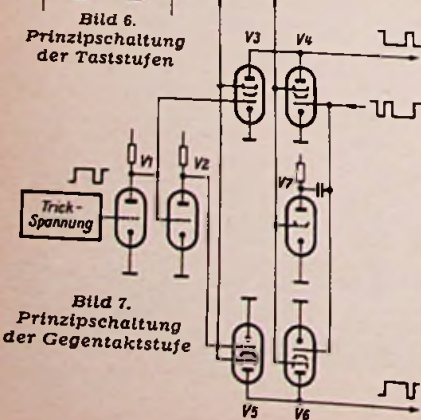 Bild 6.
Prinzipschaltung
der Taststufen
V3
V4
V1
V2
V7
Trick-
Spannung
Bild 7.
Prinzipschaltung
der Gegentaktstufe
V5
V6